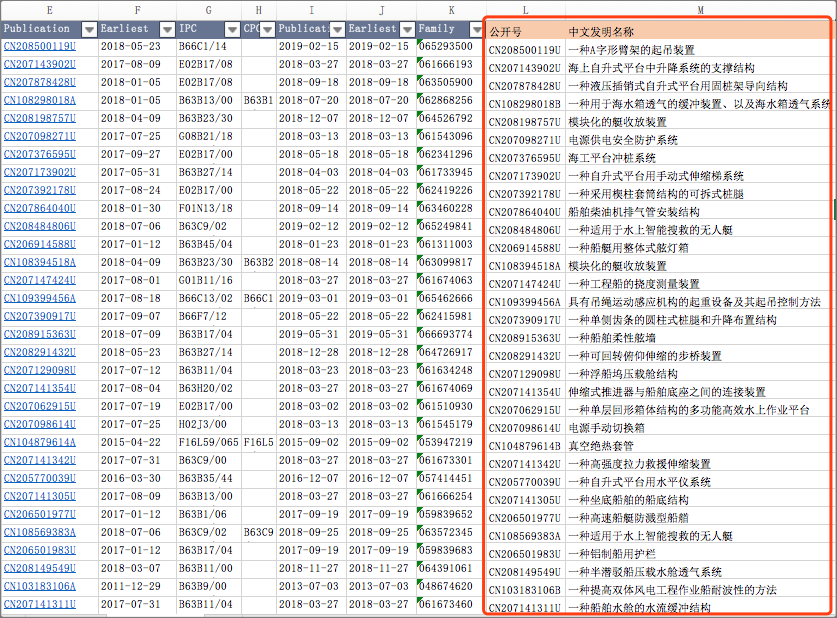 E F G H I J K L M
Publication Earliest IPC CPC Publicati Earliest Family 公开号 中文发明名称
CN208500119U 2018-05-23 B66C1/14 2019-02-15 2019-02-15 065293500 CN208500119U 一种A字形臂架的起吊装置
CN207143902U 2017-08-09 E02B17/08 2018-03-27 2018-03-27 061666193 CN207143902U 海上自升式平台中升降系统的支撑结构
CN207878428U 2018-01-05 E02B17/08 2018-09-18 2018-09-18 063505900 CN207878428U 一种液压插销式自升式平台用固桩架导向结构
CN108298018A 2018-01-05 B63B13/00 B63B1 2018-07-20 2018-07-20 062868256 CN108298018B 一种用于海水箱透气的缓冲装置、以及海水箱透气系统
CN208198757U 2018-04-09 B63B23/30 2018-12-07 2018-12-07 064526792 CN208198757U 模块化的艇收放装置
CN207098271U 2017-07-25 G08B21/18 2018-03-13 2018-03-13 061543096 CN207098271U 电源供电安全防护系统
CN207376595U 2017-09-27 E02B17/00 2018-05-18 2018-05-18 062341296 CN207376595U 海工平台冲桩系统
CN207173902U 2017-05-31 B63B27/14 2018-04-03 2018-04-03 061733945 CN207173902U 一种自升式平台用手动式伸缩梯系统
CN207392178U 2017-08-24 E02B17/00 2018-05-22 2018-05-22 062419226 CN207392178U 一种采用楔柱套筒结构的可拆式桩腿
CN207864040U 2018-01-30 F01N13/18 2018-09-14 2018-09-14 063460228 CN207864040U 船舶柴油机排气管安装结构
CN208484806U 2018-07-06 B63C9/02 2019-02-12 2019-02-12 065249841 CN208484806U 一种适用于水上智能搜救的无人艇
CN206914588U 2017-01-12 B63B45/04 2018-01-23 2018-01-23 061311003 CN206914588U 一种船艇用整体式舷灯箱
CN108394518A 2018-04-09 B63B23/30 B63B2 2018-08-14 2018-08-14 063099817 CN108394518A 模块化的艇收放装置
CN207147424U 2017-08-01 G01B11/16 2018-03-27 2018-03-27 061674063 CN207147424U 一种工程船的挠度测量装置
CN109399456A 2017-08-18 B66C13/02 B66C1 2019-03-01 2019-03-01 065462666 CN109399456A 具有吊绳运动感应机构的起重设备及其起吊控制方法
CN207390917U 2017-09-07 B66F7/12 2018-05-22 2018-05-22 062415981 CN207390917U 一种单侧齿条的圆柱式桩腿和升降布置结构
CN208915363U 2018-07-09 B63B17/04 2019-05-31 2019-05-31 066693774 CN208915363U 一种船舶柔性舷墙
CN208291432U 2018-05-23 B63B27/14 2018-12-28 2018-12-28 064726917 CN208291432U 一种可回转俯仰伸缩的步桥装置
CN207129098U 2017-07-12 B63B11/04 2018-03-23 2018-03-23 061634248 CN207129098U 一种浮船坞压载舱结构
CN207141354U 2017-08-04 B63H20/02 2018-03-27 2018-03-27 061674069 CN207141354U 伸缩式推进器与船舶底座之间的连接装置
CN207062915U 2017-07-19 E02B17/00 2018-03-02 2018-03-02 061510930 CN207062915U 一种单层回形箱体结构的多功能高效水上作业平台
CN207098614U 2017-07-25 H02J3/00 2018-03-13 2018-03-13 061545179 CN207098614U 电源手动切换箱
CN104879614A 2015-04-22 F16L59/065 F16L5 2015-09-02 2015-09-02 053947219 CN104879614B 真空绝热套管
CN207141342U 2017-07-31 B63C9/00 2018-03-27 2018-03-27 061673301 CN207141342U 一种高强度拉力救援伸缩装置
CN205770039U 2016-03-30 B63B35/44 2016-12-07 2016-12-07 057414451 CN205770039U 一种自升式平台用水平仪系统
CN207141305U 2017-08-09 B63B13/00 2018-03-27 2018-03-27 061666254 CN207141305U 一种坐底船舶的船底结构
CN206501977U 2017-01-12 B63B1/06 2017-09-19 2017-09-19 059839652 CN206501977U 一种高速船艇防溅型船艏
CN108569383A 2018-07-06 B63C9/02 B63C9 2018-09-25 2018-09-25 063572345 CN108569383A 一种适用于水上智能搜救的无人艇
CN206501983U 2017-01-12 B63B17/04 2017-09-19 2017-09-19 059839683 CN206501983U 一种铝制船用护栏
CN208149549U 2018-03-07 B63B11/00 2018-11-27 2018-11-27 064391061 CN208149549U 一种半潜驳船压载水舱透气系统
CN103183106A 2011-12-29 B63B9/00 2013-07-03 2013-07-03 048674620 CN103183106B 一种提高双体风电工程作业船耐波性的方法
CN207141311U 2017-07-31 B63B11/04 2018-03-27 2018-03-27 061673460 CN207141311U 一种船舶水舱的水流缓冲结构